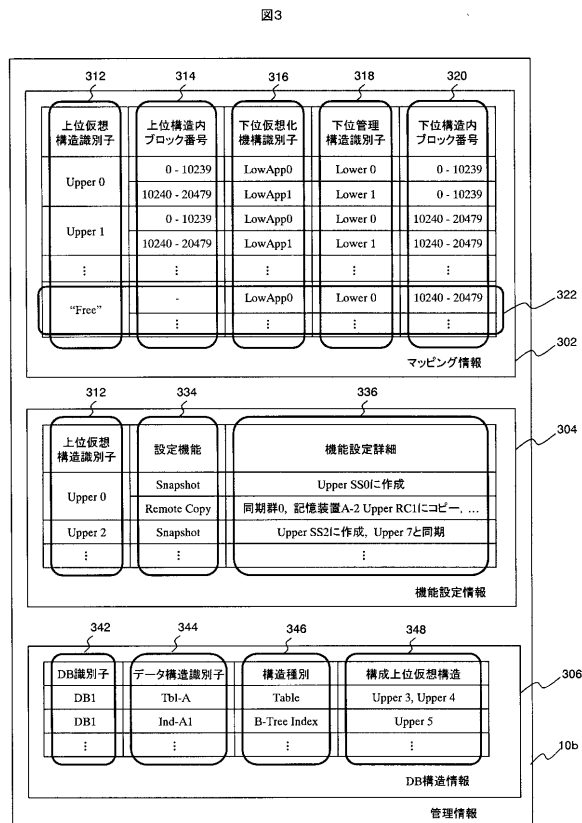 図3
312 314 316 318 320
上位仮想 上位構造内 下位仮想化 下位管理 下位構造内
構造識別子 ブロック番号 機構識別子 構造識別子 ブロック番号
Upper 0 0 - 10239 LowApp0 Lower 0 0 - 10239
10240 - 20479 LowApp1 Lower 1 0 - 10239
Upper 1 0 - 10239 LowApp0 Lower 0 10240 - 20479
10240 - 20479 LowApp1 Lower 1 10240 - 20479
⋮ ⋮ ⋮ ⋮ ⋮
“Free” - LowApp0 Lower 0 10240 - 20479
⋮ ⋮ ⋮ ⋮
322
マッピング情報
302
312 334 336
上位仮想 設定機能 機能設定詳細
構造識別子
Upper 0 Snapshot Upper SS0に作成
Remote Copy 同期群0, 記憶装置A-2 Upper RC1にコピー, …
Upper 2 Snapshot Upper SS2に作成, Upper 7と同期
⋮ ⋮ ⋮
機能設定情報
304
342 344 346 348
DB識別子 データ構造識別子 構造種別 構成上位仮想構造
DB1 Tbl-A Table Upper 3, Upper 4
DB1 Ind-A1 B-Tree Index Upper 5
⋮ ⋮ ⋮ ⋮
DB構造情報
306
管理情報
10b